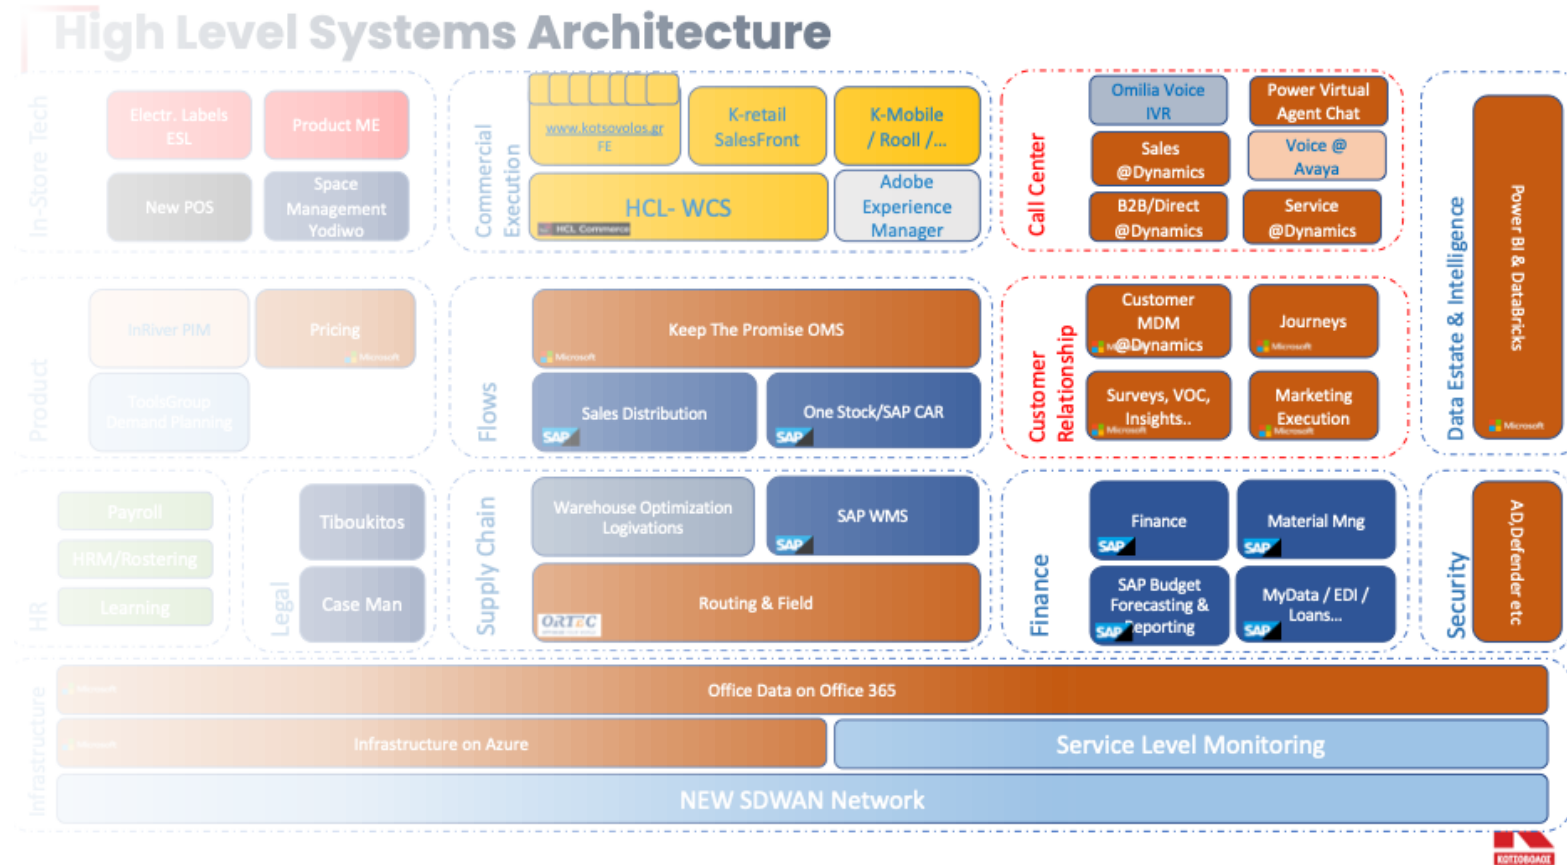 High Level Systems Architecture
In-Store Tech
Electr. Labels
ESL
Product ME
New POS
Space
Management
Yodiwo
Commercial
Execution
www.kotsovolos.gr
FE
K-retail
SalesFront
K-Mobile
/ Rooll /...
HCL- WCS
HCL Commerce
Adobe
Experience
Manager
Call Center
Omilia Voice
IVR
Power Virtual
Agent Chat
Sales
@Dynamics
Voice @
Avaya
B2B/Direct
@Dynamics
Service
@Dynamics
Data Estate & Intelligence
Power BI & DataBricks
Microsoft
Product
InRiver PIM
Pricing
Microsoft
ToolsGroup
Demand Planning
Flows
Keep The Promise OMS
Microsoft
Sales Distribution
SAP
One Stock/SAP CAR
SAP
Customer
Relationship
Customer
MDM
@Dynamics
Journeys
Microsoft
Surveys, VOC,
Insights..
Microsoft
Marketing
Execution
Microsoft
HR
Payroll
HRM/Rostering
Learning
Legal
Tiboukitos
Case Man
Supply Chain
Warehouse Optimization
Logivations
SAP WMS
SAP
Routing & Field
ORTEC
Finance
Finance
SAP
Material Mng
SAP
SAP Budget
Forecasting &
Reporting
SAP
MyData / EDI /
Loans...
SAP
Security
AD,Defender etc
Infrastructure
Microsoft
Office Data on Office 365
Microsoft
Infrastructure on Azure
Service Level Monitoring
NEW SDWAN Network
ΚΩΤΣΟΒΟΛΟΣ